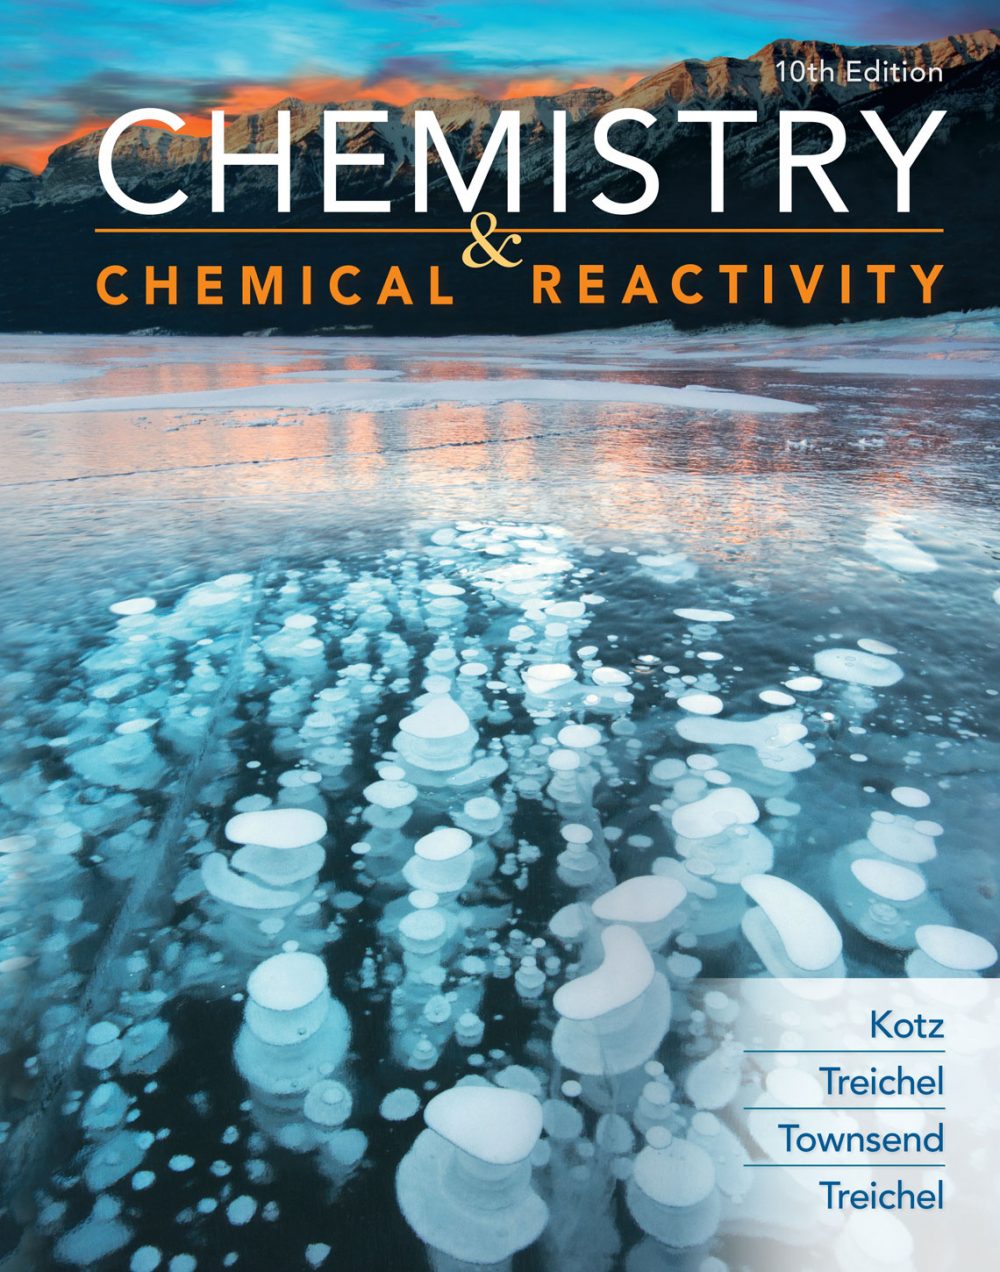 10th Edition
CHEMISTRY
&
CHEMICAL REACTIVITY
Kotz
Treichel
Townsend
Treichel